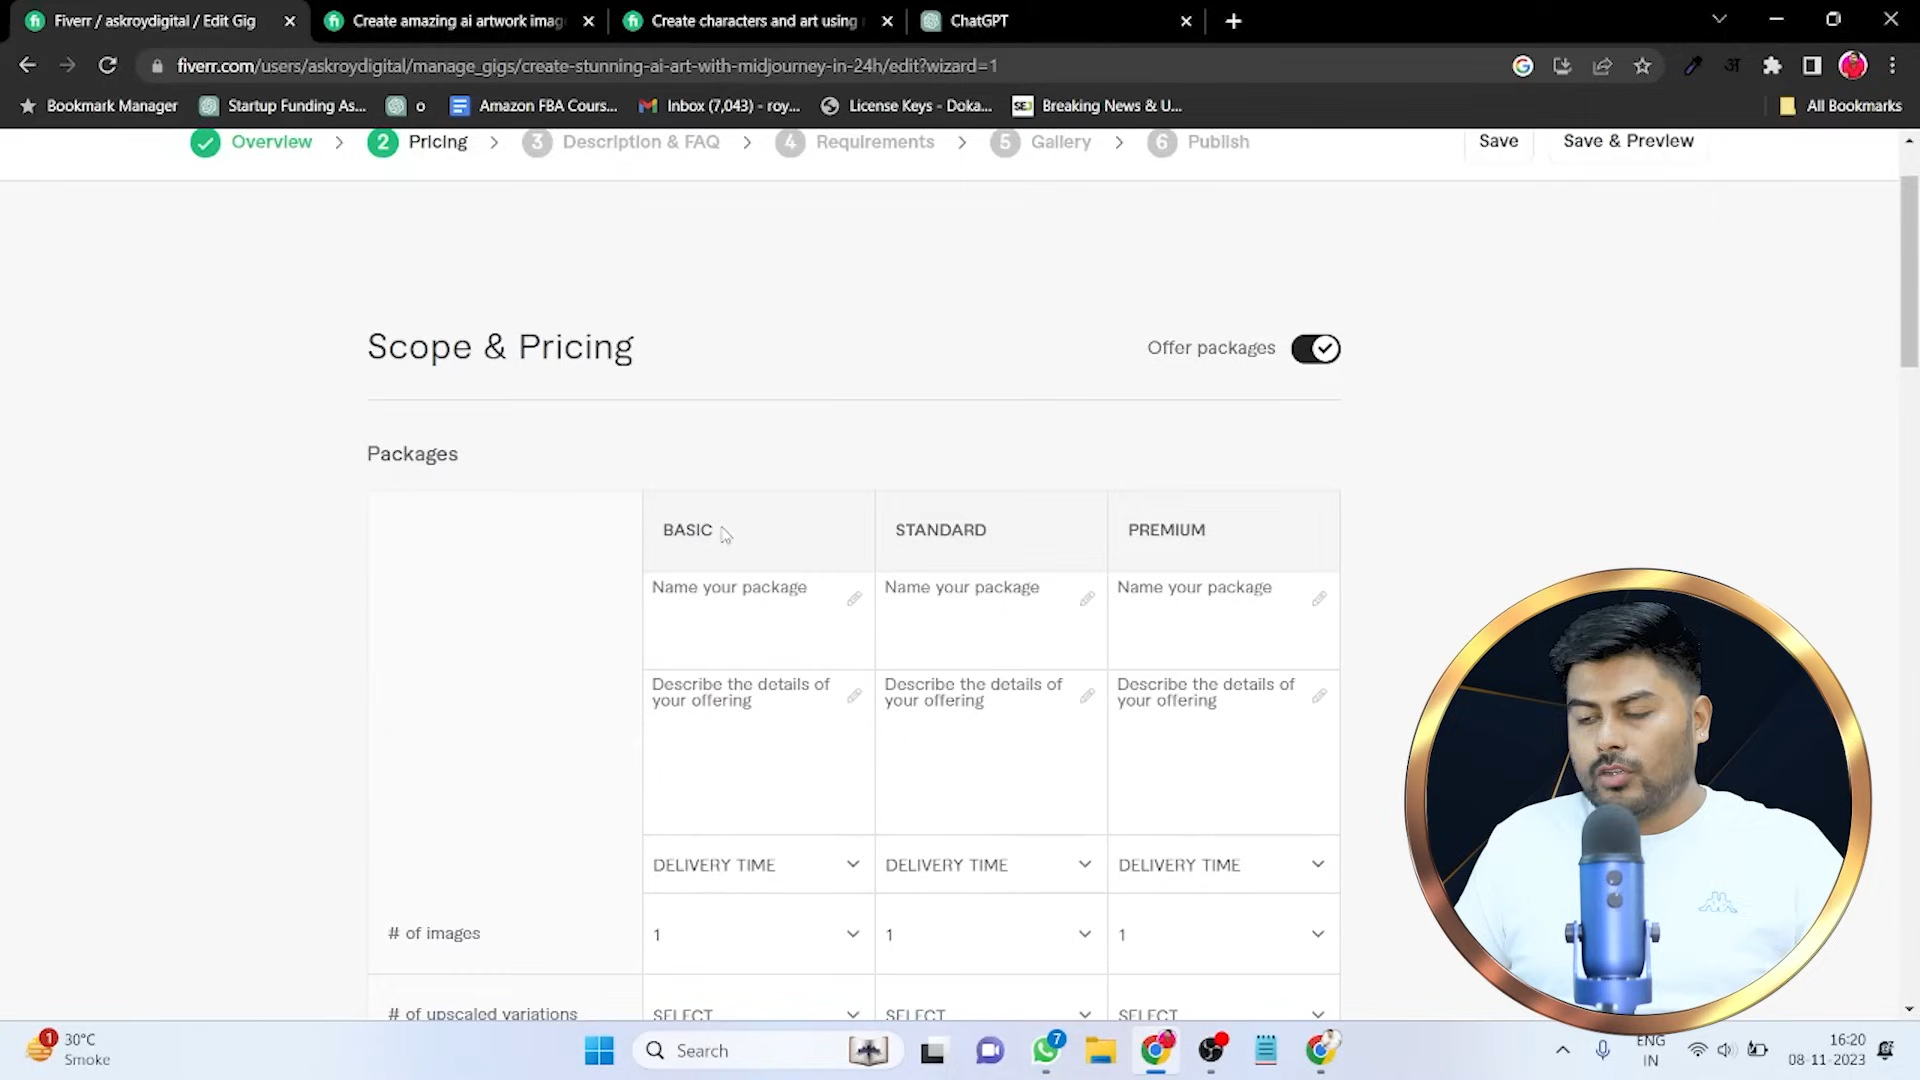 Fiverr / askroydigital / Edit Gig
Create amazing ai artwork imag
Create characters and art using
ChatGPT
fiverr.com/users/askroydigital/manage_gigs/create-stunning-ai-art-with-midjourney-in-24h/edit?wizard=1
अ
Bookmark Manager
Startup Funding As...
o
Amazon FBA Cours...
Inbox (7,043) - roy...
License Keys - Doka...
SEJ
Breaking News & U...
All Bookmarks
Overview
2 Pricing
3 Description & FAQ
4 Requirements
5 Gallery
6 Publish
Save
Save & Preview
Scope & Pricing
Offer packages
Packages
BASIC
STANDARD
PREMIUM
Name your package
Name your package
Name your package
Describe the details of
your offering
Describe the details of
your offering
Describe the details of
your offering
DELIVERY TIME
DELIVERY TIME
DELIVERY TIME
# of images
1
1
1
# of upscaled variations
SELECT
SELECT
SELECT
Kappa
1
30°C
Smoke
Search
7
ENG
IN
16:20
08-11-2023